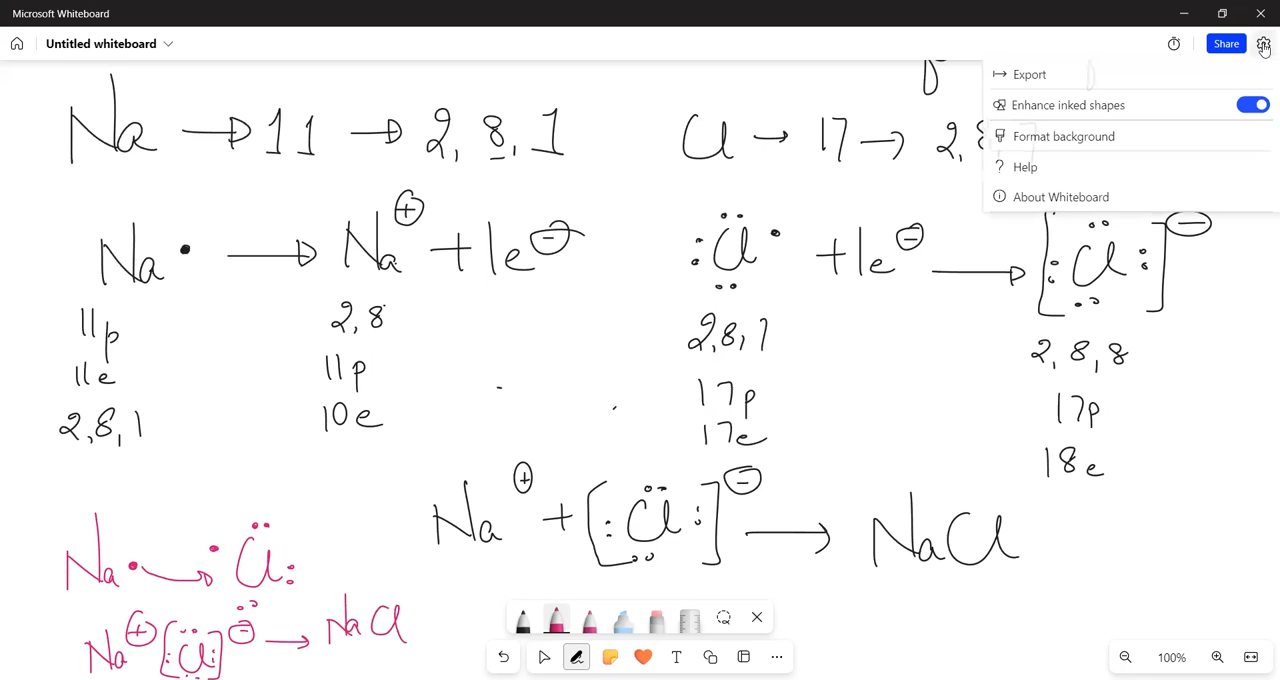 Microsoft Whiteboard
Untitled whiteboard
Share
Export
Enhance inked shapes
Format background
Help
About Whiteboard
Na → 11 → 2, 8, 1
Cl → 17 → 2, 8
Na• → Na⊕ + 1e⊖
:Cl• + 1e⊖ → [:Cl:]⊖
11p
11e
2,8,1
2,8
11p
10e
2,8,7
17p
17e
2,8,8
17p
18e
Na⊕ + [:Cl:]⊖ → NaCl
Na• → •Cl:
Na⊕ [:Cl:]⊖ → NaCl
100%